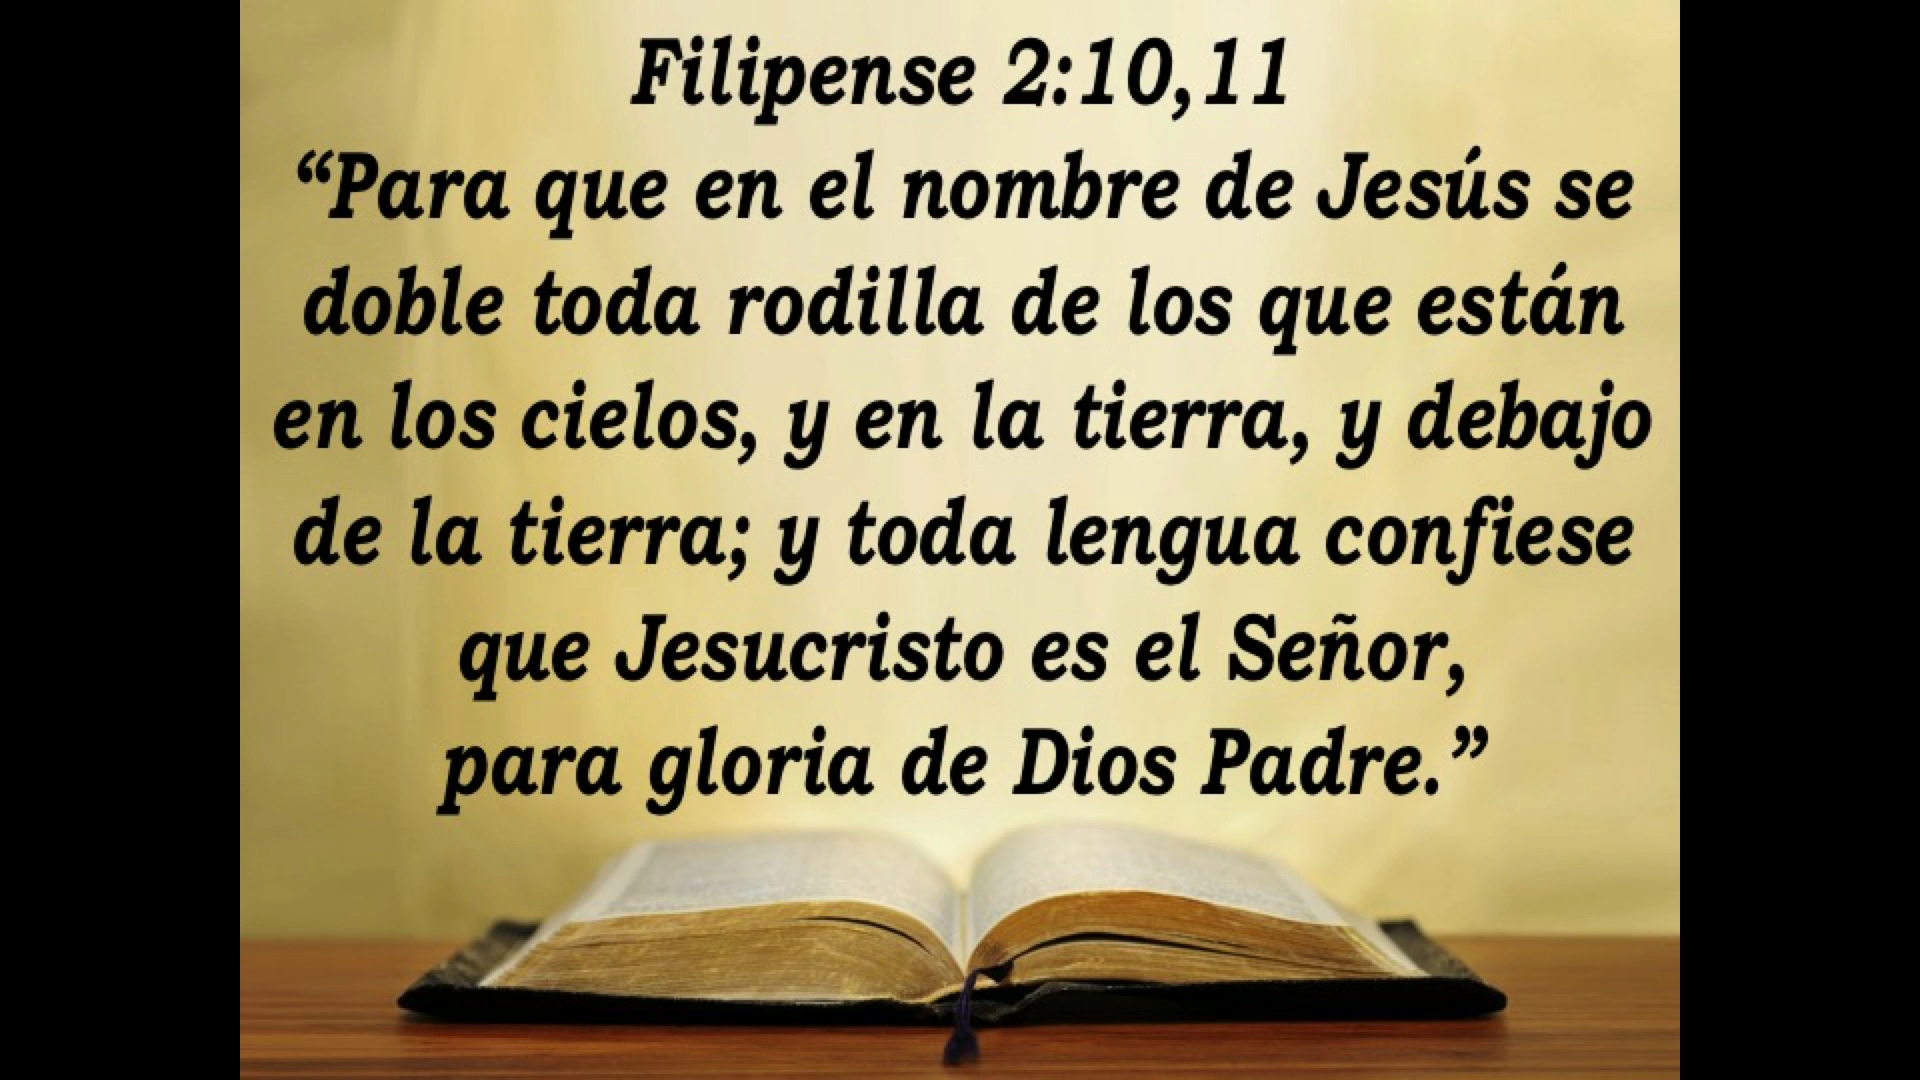 Filipense 2:10,11
“Para que en el nombre de Jesús se
doble toda rodilla de los que están
en los cielos, y en la tierra, y debajo
de la tierra; y toda lengua confiese
que Jesucristo es el Señor,
para gloria de Dios Padre.”